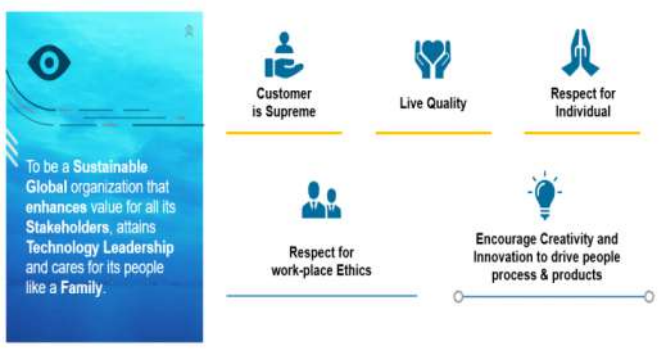 To be a Sustainable
Global organization that
enhances value for all its
Stakeholders, attains
Technology Leadership
and cares for its people
like a Family.
Customer
is Supreme
Live Quality
Respect for
Individual
Respect for
work-place Ethics
Encourage Creativity and
Innovation to drive people
process & products